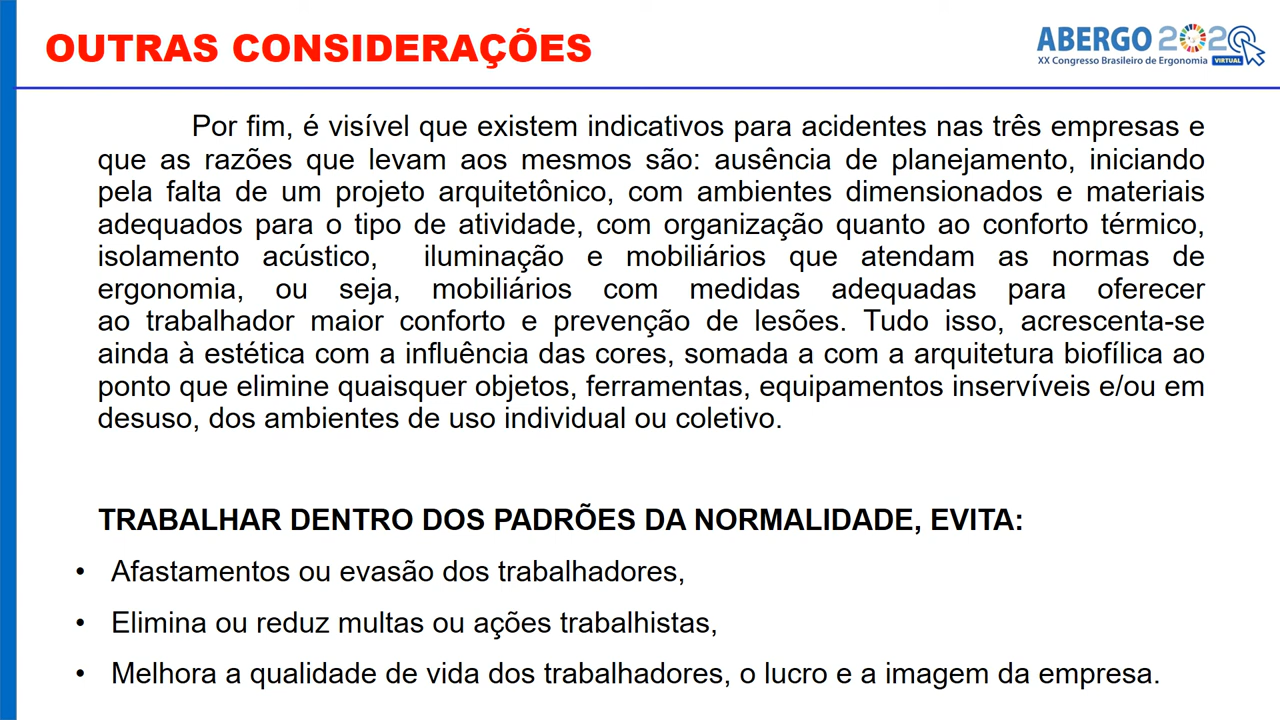 OUTRAS CONSIDERAÇÕES
ABERGO 2020
XX Congresso Brasileiro de Ergonomia VIRTUAL
Por fim, é visível que existem indicativos para acidentes nas três empresas e
que as razões que levam aos mesmos são: ausência de planejamento, iniciando
pela falta de um projeto arquitetônico, com ambientes dimensionados e materiais
adequados para o tipo de atividade, com organização quanto ao conforto térmico,
isolamento acústico, iluminação e mobiliários que atendam as normas de
ergonomia, ou seja, mobiliários com medidas adequadas para oferecer
ao trabalhador maior conforto e prevenção de lesões. Tudo isso, acrescenta-se
ainda à estética com a influência das cores, somada a com a arquitetura biofílica ao
ponto que elimine quaisquer objetos, ferramentas, equipamentos inservíveis e/ou em
desuso, dos ambientes de uso individual ou coletivo.
TRABALHAR DENTRO DOS PADRÕES DA NORMALIDADE, EVITA:
• Afastamentos ou evasão dos trabalhadores,
• Elimina ou reduz multas ou ações trabalhistas,
• Melhora a qualidade de vida dos trabalhadores, o lucro e a imagem da empresa.